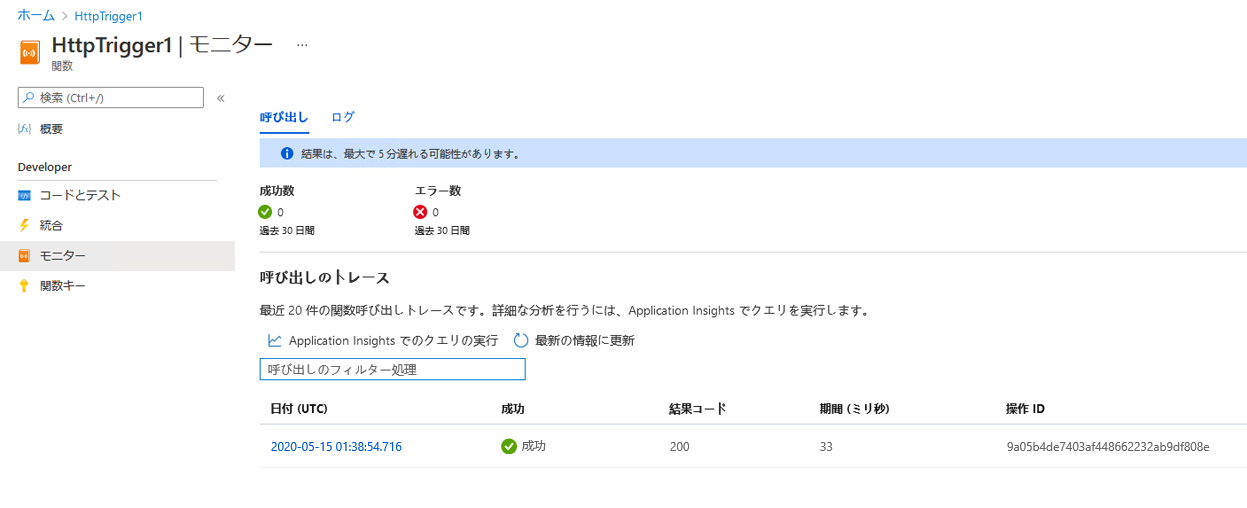 ホーム > HttpTrigger1
HttpTrigger1 | モニター ...
関数
検索 (Ctrl+/) «
概要
Developer
コードとテスト
統合
モニター
関数キー
呼び出し ログ
結果は、最大で 5 分遅れる可能性があります。
成功数 エラー数
0 0
過去 30 日間 過去 30 日間
呼び出しのトレース
最近 20 件の関数呼び出しトレースです。詳細な分析を行うには、Application Insights でクエリを実行します。
Application Insights でのクエリの実行 最新の情報に更新
呼び出しのフィルター処理
日付 (UTC) 成功 結果コード 期間 (ミリ秒) 操作 ID
2020-05-15 01:38:54.716 成功 200 33 9a05b4de7403af448662232ab9df808e